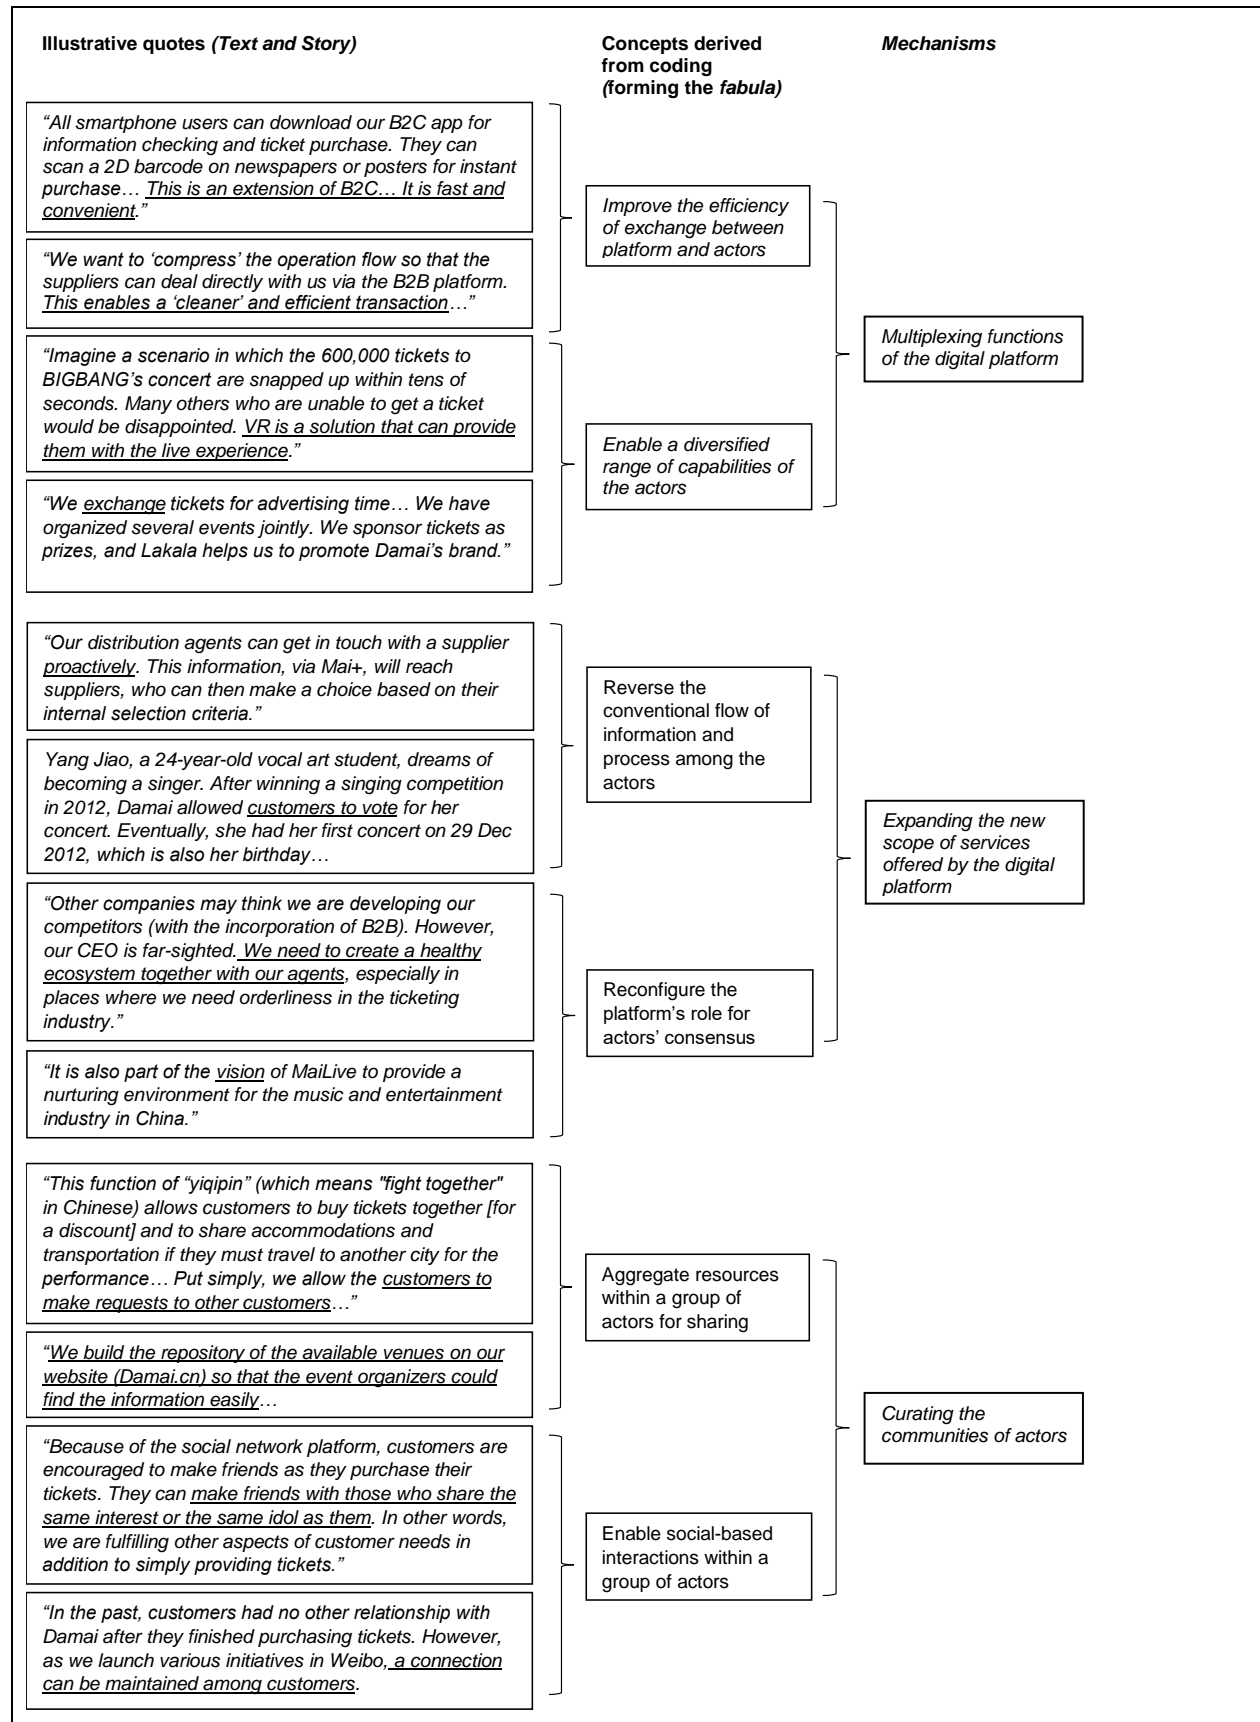 Illustrative quotes (Text and Story)
Concepts derived
from coding
(forming the fabula)
Mechanisms
“All smartphone users can download our B2C app for
information checking and ticket purchase. They can
scan a 2D barcode on newspapers or posters for instant
purchase… This is an extension of B2C… It is fast and
convenient.”
“We want to ‘compress’ the operation flow so that the
suppliers can deal directly with us via the B2B platform.
This enables a ‘cleaner’ and efficient transaction…”
Improve the efficiency
of exchange between
platform and actors
“Imagine a scenario in which the 600,000 tickets to
BIGBANG’s concert are snapped up within tens of
seconds. Many others who are unable to get a ticket
would be disappointed. VR is a solution that can provide
them with the live experience.”
“We exchange tickets for advertising time… We have
organized several events jointly. We sponsor tickets as
prizes, and Lakala helps us to promote Damai’s brand.”
Enable a diversified
range of capabilities of
the actors
Multiplexing functions
of the digital platform
“Our distribution agents can get in touch with a supplier
proactively. This information, via Mai+, will reach
suppliers, who can then make a choice based on their
internal selection criteria.”
Yang Jiao, a 24-year-old vocal art student, dreams of
becoming a singer. After winning a singing competition
in 2012, Damai allowed customers to vote for her
concert. Eventually, she had her first concert on 29 Dec
2012, which is also her birthday…
Reverse the
conventional flow of
information and
process among the
actors
“Other companies may think we are developing our
competitors (with the incorporation of B2B). However,
our CEO is far-sighted. We need to create a healthy
ecosystem together with our agents, especially in
places where we need orderliness in the ticketing
industry.”
“It is also part of the vision of MaiLive to provide a
nurturing environment for the music and entertainment
industry in China.”
Reconfigure the
platform’s role for
actors’ consensus
Expanding the new
scope of services
offered by the digital
platform
“This function of “yiqipin” (which means "fight together"
in Chinese) allows customers to buy tickets together [for
a discount] and to share accommodations and
transportation if they must travel to another city for the
performance… Put simply, we allow the customers to
make requests to other customers…”
“We build the repository of the available venues on our
website (Damai.cn) so that the event organizers could
find the information easily…
Aggregate resources
within a group of
actors for sharing
“Because of the social network platform, customers are
encouraged to make friends as they purchase their
tickets. They can make friends with those who share the
same interest or the same idol as them. In other words,
we are fulfilling other aspects of customer needs in
addition to simply providing tickets.”
“In the past, customers had no other relationship with
Damai after they finished purchasing tickets. However,
as we launch various initiatives in Weibo, a connection
can be maintained among customers.
Enable social-based
interactions within a
group of actors
Curating the
communities of actors